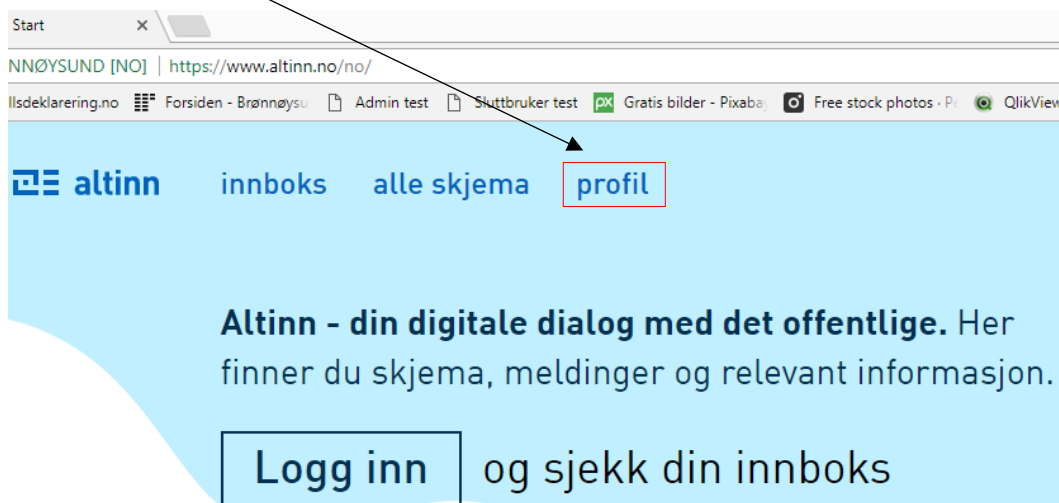 Start
NNØYSUND [NO] | https://www.altinn.no/no/
llsdeklarering.no Forsiden - Brønnøysu Admin test Sluttbruker test px Gratis bilder - Pixabay Free stock photos · Pe QlikView
altinn innboks alle skjema profil
Altinn - din digitale dialog med det offentlige. Her
finner du skjema, meldinger og relevant informasjon.
Logg inn og sjekk din innboks